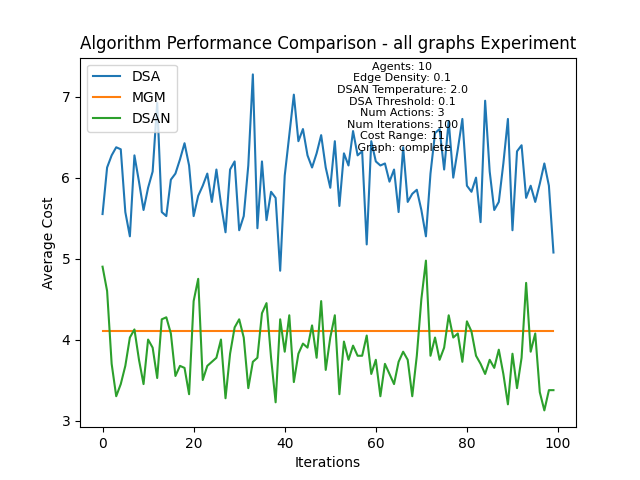 Algorithm Performance Comparison - all graphs Experiment
DSA
MGM
DSAN
Agents: 10
Edge Density: 0.1
DSAN Temperature: 2.0
DSA Threshold: 0.1
Num Actions: 3
Num Iterations: 100
Cost Range: 11
Graph: complete
7
6
5
4
3
Average Cost
0
20
40
60
80
100
Iterations